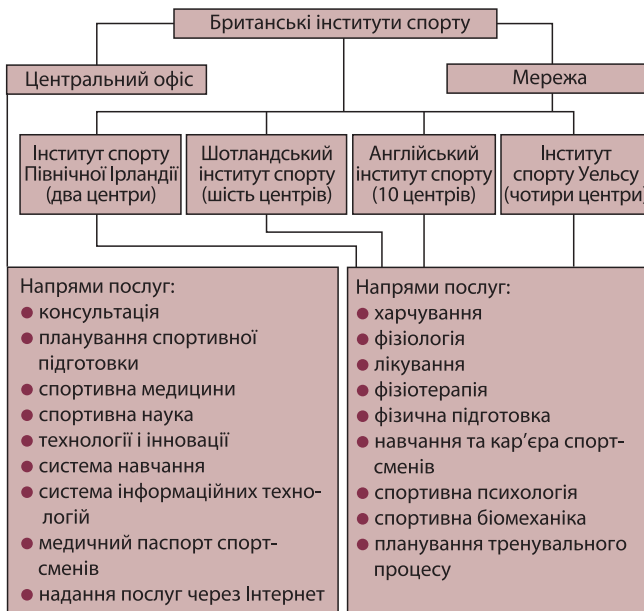 Британські інститути спорту
Центральний офіс
Мережа
Інститут спорту
Північної Ірландії
(два центри)
Шотландський
інститут спорту
(шість центрів)
Англійський
інститут спорту
(10 центрів)
Інститут
спорту Уельсу
(чотири центри)
Напрями послуг:
● консультація
● планування спортивної
підготовки
● спортивна медицини
● спортивна наука
● технології і інновації
● система навчання
● система інформаційних техно-
логій
● медичний паспорт спорт-
сменів
● надання послуг через Інтернет
Напрями послуг:
● харчування
● фізіологія
● лікування
● фізіотерапія
● фізична підготовка
● навчання та кар’єра спорт-
сменів
● спортивна психологія
● спортивна біомеханіка
● планування тренувального
процесу